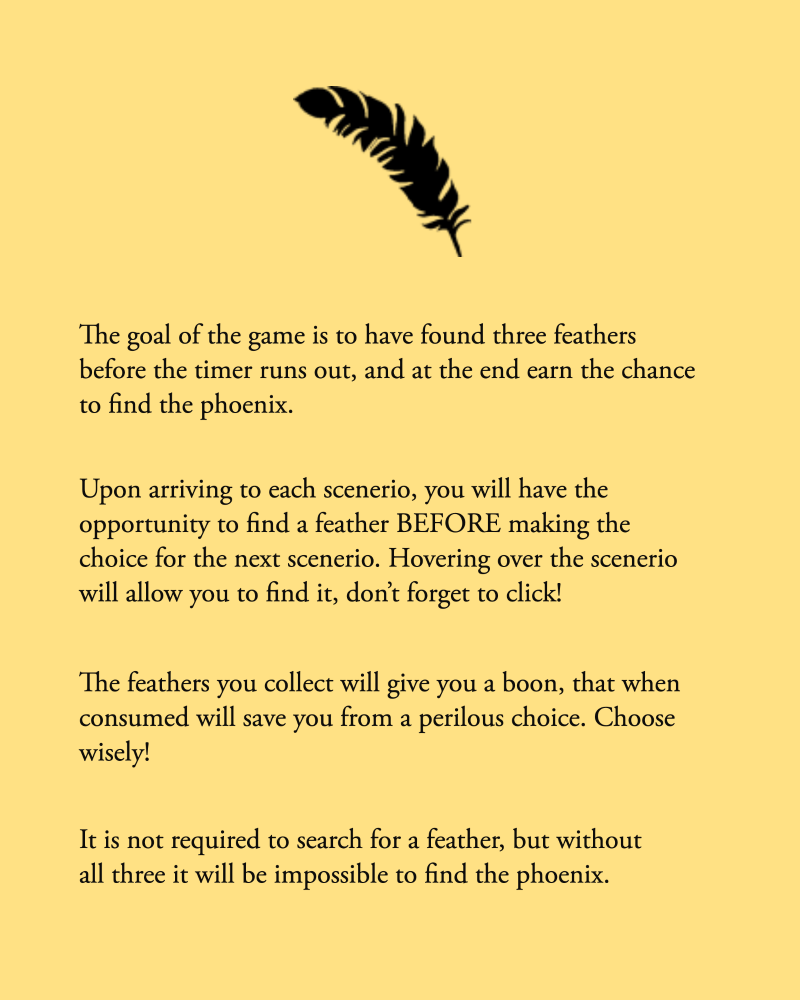 The goal of the game is to have found three feathers
before the timer runs out, and at the end earn the chance
to find the phoenix.
Upon arriving to each scenerio, you will have the
opportunity to find a feather BEFORE making the
choice for the next scenerio. Hovering over the scenerio
will allow you to find it, don’t forget to click!
The feathers you collect will give you a boon, that when
consumed will save you from a perilous choice. Choose
wisely!
It is not required to search for a feather, but without
all three it will be impossible to find the phoenix.